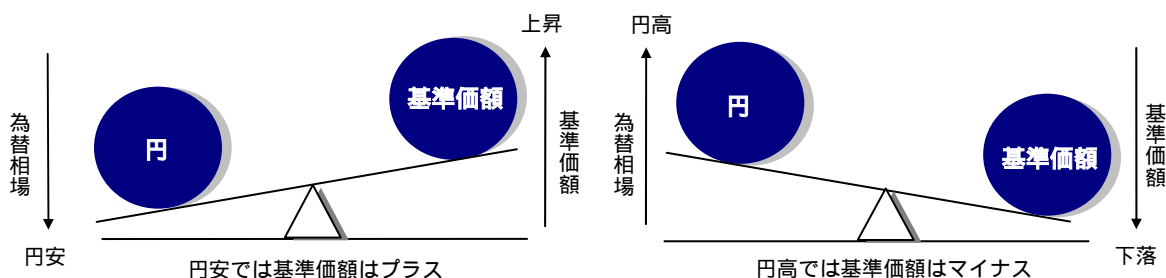 上昇
基準価額
円
為替相場
基準価額
円安
円安では基準価額はプラス
円高
円
為替相場
基準価額
基準価額
下落
円高では基準価額はマイナス